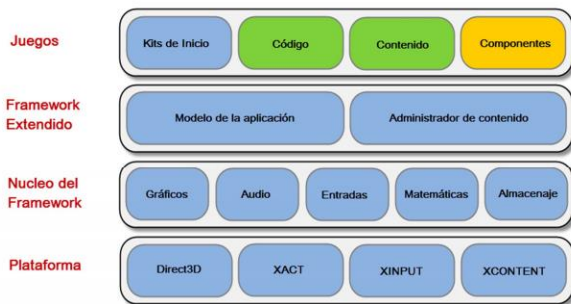 Juegos
Kits de Inicio
Código
Contenido
Componentes
Framework
Extendido
Modelo de la aplicación
Administrador de contenido
Nucleo del
Framework
Gráficos
Audio
Entradas
Matemáticas
Almacenaje
Plataforma
Direct3D
XACT
XINPUT
XCONTENT